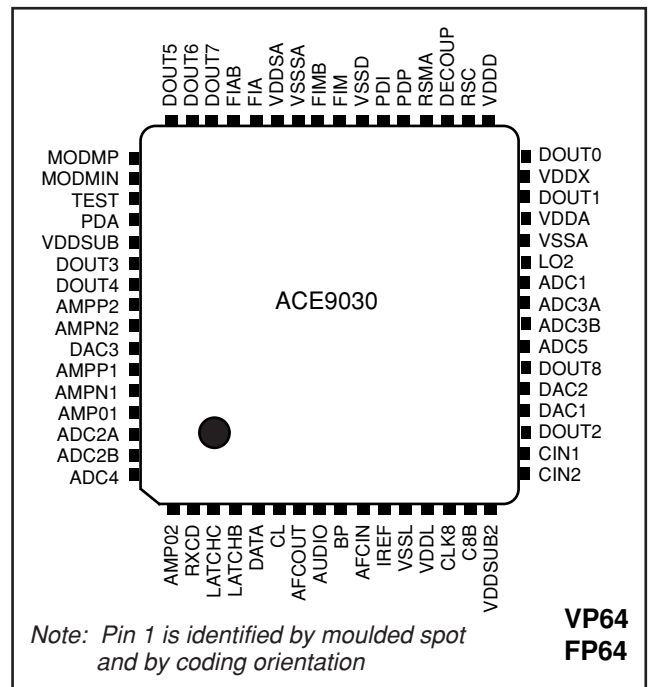 DOUT5
DOUT6
DOUT7
FIAB
FIA
VDDSA
VSSSA
FIMB
FIM
VSSD
PDI
PDP
RSMA
DECOUP
RSC
VDDD
MODMP
MODMIN
TEST
PDA
VDDSUB
DOUT3
DOUT4
AMPP2
AMPN2
DAC3
AMPP1
AMPN1
AMP01
ADC2A
ADC2B
ADC4
ACE9030
DOUT0
VDDX
DOUT1
VDDA
VSSA
LO2
ADC1
ADC3A
ADC3B
ADC5
DOUT8
DAC2
DAC1
DOUT2
CIN1
CIN2
AMP02
RXCD
LATCHC
LATCHB
DATA
CL
AFCOUT
AUDIO
BP
AFCIN
IREF
VSSL
VDDL
CLK8
C8B
VDDSUB2
Note: Pin 1 is identified by moulded spot
and by coding orientation
VP64
FP64